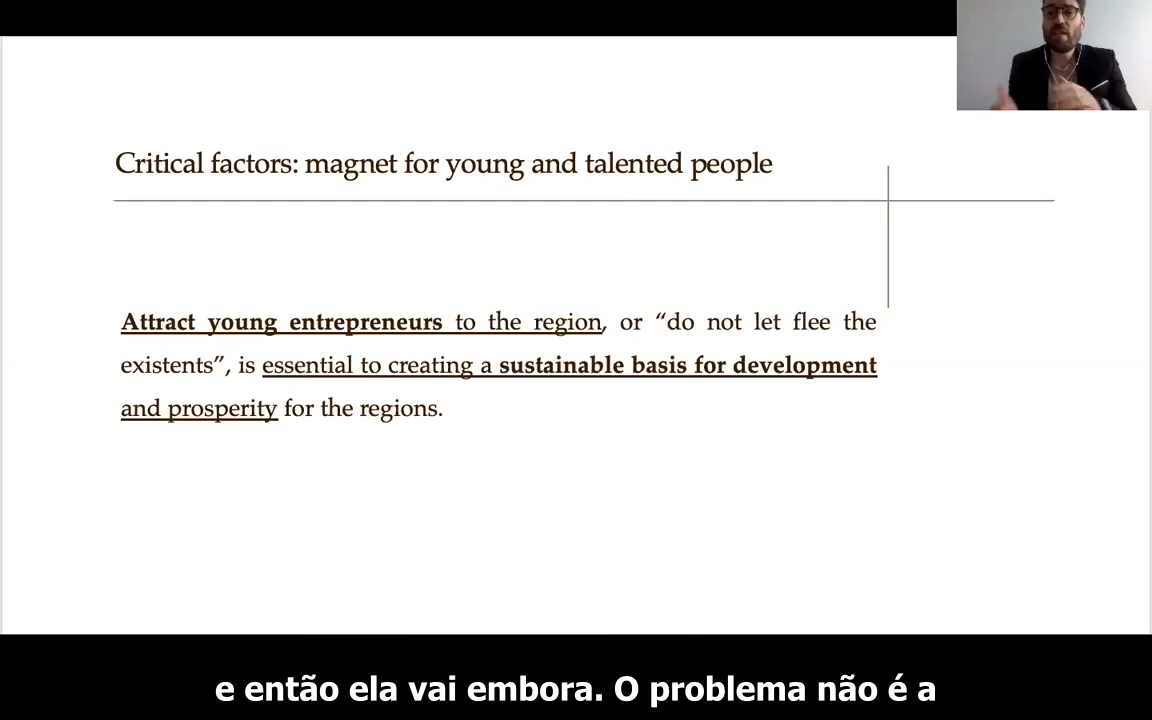 Critical factors: magnet for young and talented people
Attract young entrepreneurs to the region, or “do not let flee the
existents”, is essential to creating a sustainable basis for development
and prosperity for the regions.
e então ela vai embora. O problema não é a